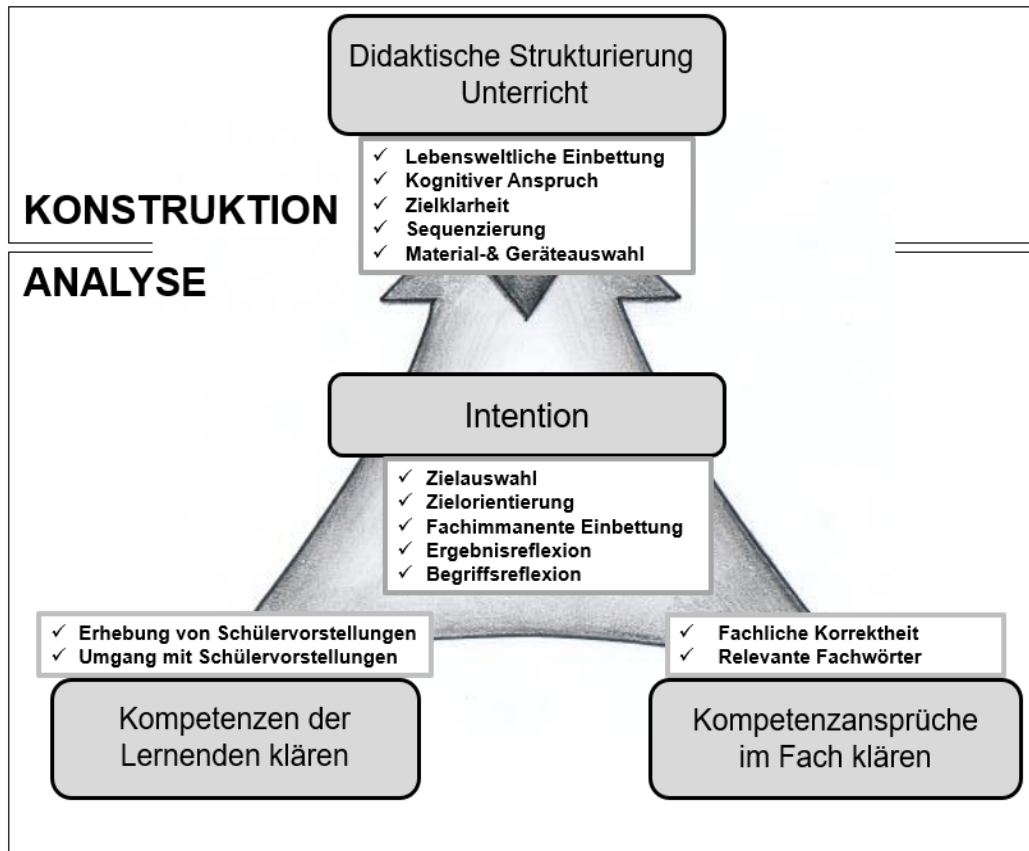 Didaktische Strukturierung
Unterricht
✓ Lebensweltliche Einbettung
✓ Kognitiver Anspruch
✓ Zielklarheit
✓ Sequenzierung
✓ Material-& Geräteauswahl
KONSTRUKTION
ANALYSE
Intention
✓ Zielauswahl
✓ Zielorientierung
✓ Fachimmanente Einbettung
✓ Ergebnisreflexion
✓ Begriffsreflexion
✓ Erhebung von Schülervorstellungen
✓ Umgang mit Schülervorstellungen
Kompetenzen der
Lernenden klären
✓ Fachliche Korrektheit
✓ Relevante Fachwörter
Kompetenzansprüche
im Fach klären